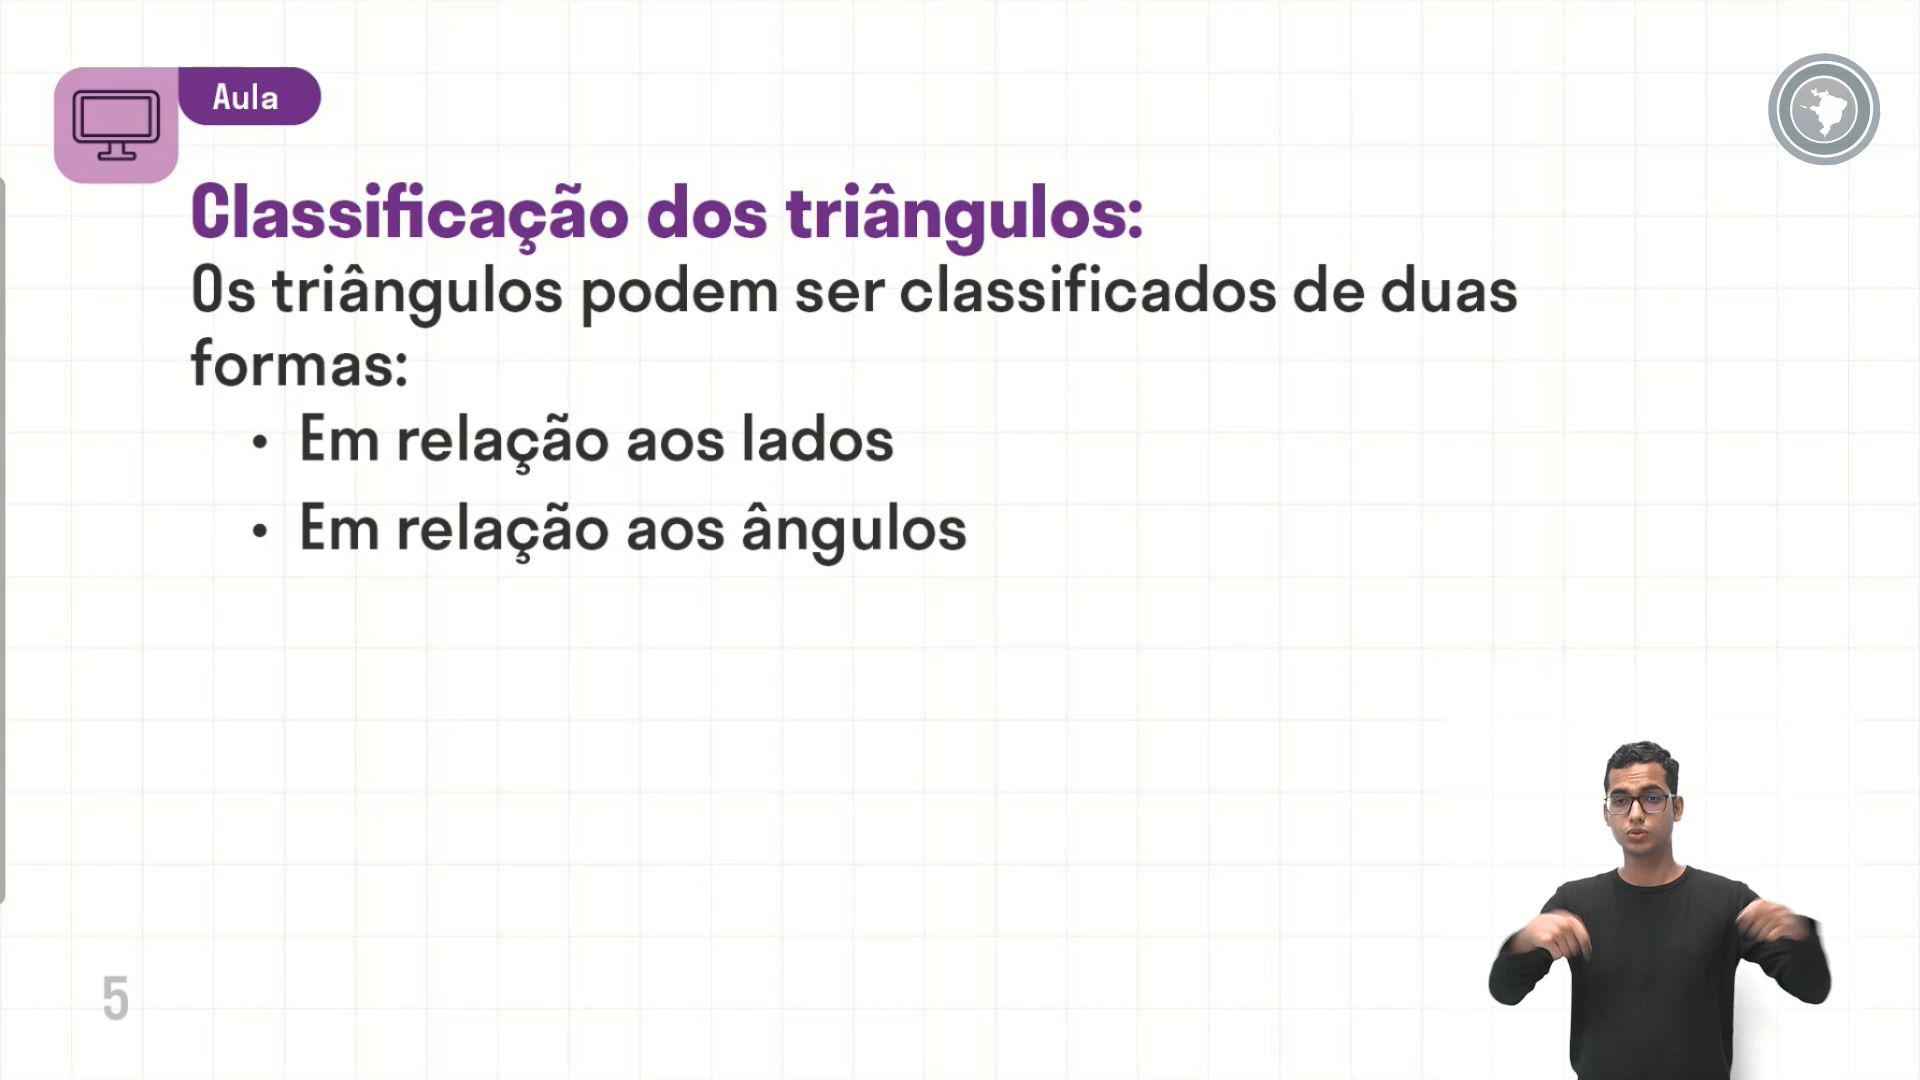 Aula
Classificação dos triângulos:
Os triângulos podem ser classificados de duas
formas:
• Em relação aos lados
• Em relação aos ângulos
5